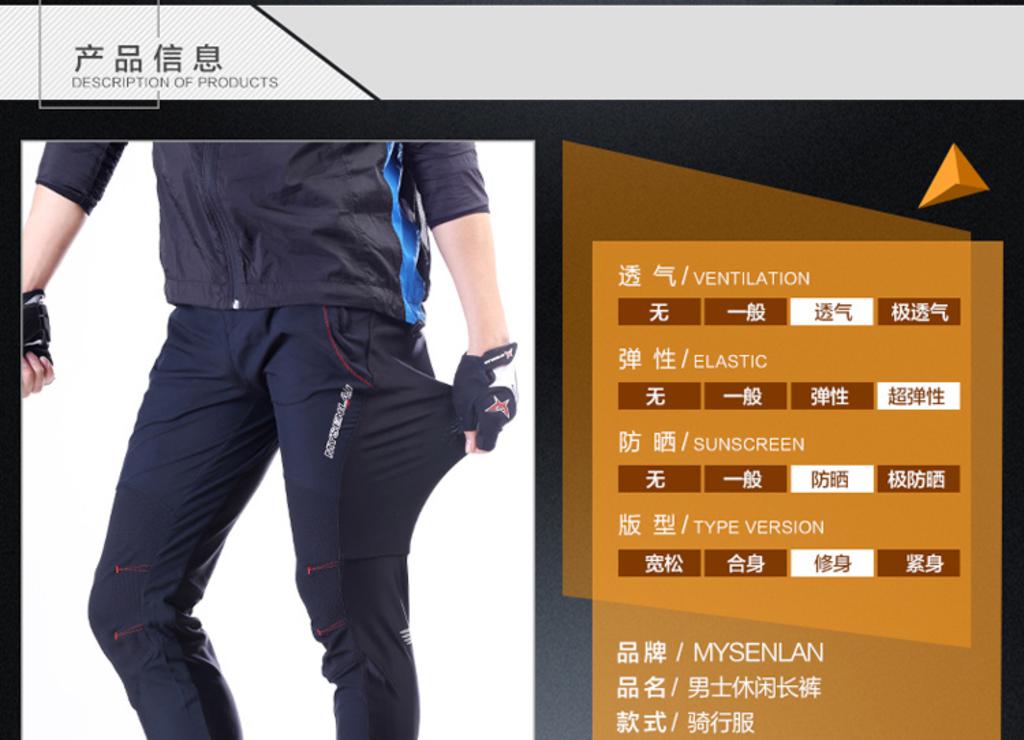 产品信息
DESCRIPTION OF PRODUCTS
透 气 / VENTILATION
无 一般 透气 极透气
弹 性 / ELASTIC
无 一般 弹性 超弹性
防 晒 / SUNSCREEN
无 一般 防晒 极防晒
版 型 / TYPE VERSION
宽松 合身 修身 紧身
MYSENLAN
品牌 / MYSENLAN
品名 / 男士休闲长裤
款式 / 骑行服